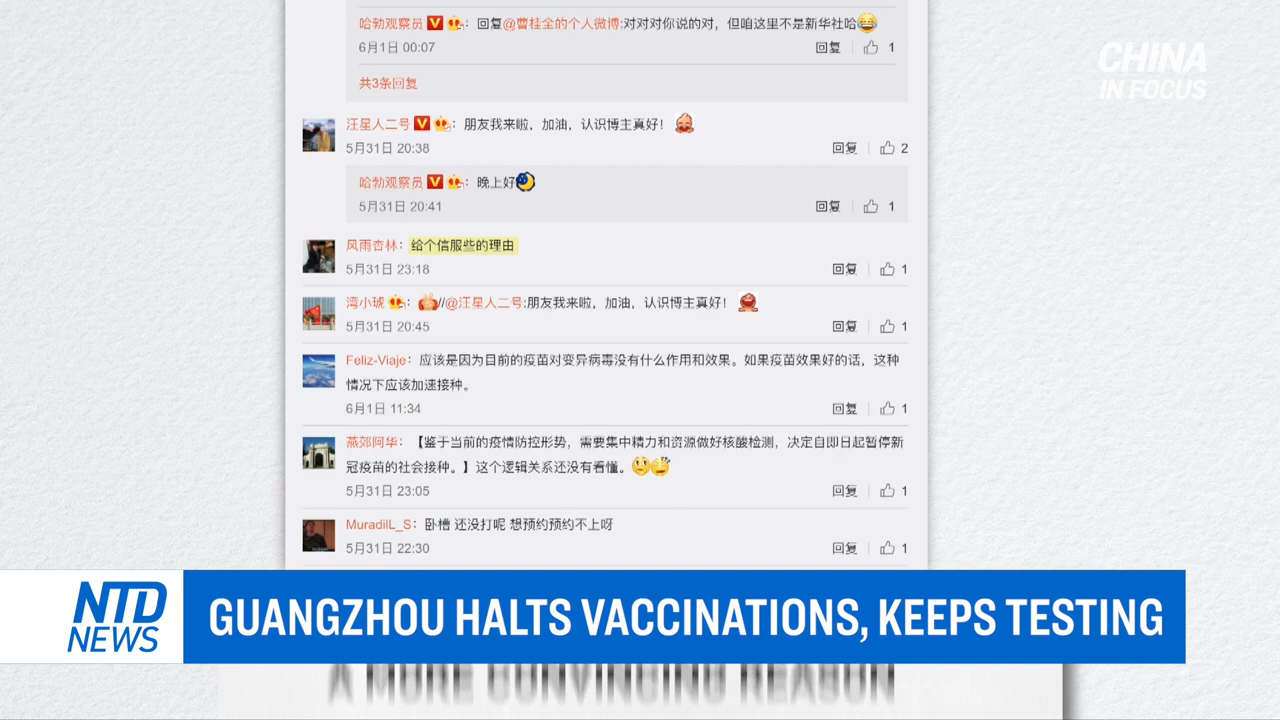 哈勃观察员：回复@曹桂全的个人微博:对对对你说的对，但咱这里不是新华社哈
6月1日 00:07 回复 1
共3条回复
CHINA
IN FOCUS
汪星人二号：朋友我来啦，加油，认识博主真好！
5月31日 20:38 回复 2
哈勃观察员：晚上好
5月31日 20:41 回复 1
风雨杏林：给个信服些的理由
5月31日 23:18 回复 1
湾小琥：//@汪星人二号:朋友我来啦，加油，认识博主真好！
5月31日 20:45 回复 1
Feliz-Viaje：应该是因为目前的疫苗对变异病毒没有什么作用和效果。如果疫苗效果好的话，这种
情况下应该加速接种。
6月1日 11:34 回复 1
燕郊阿华：【鉴于当前的疫情防控形势，需要集中精力和资源做好核酸检测，决定自即日起暂停新
冠疫苗的社会接种。】这个逻辑关系还没有看懂。
5月31日 23:05 回复 1
MuradilL_S：卧槽 还没打呢 想预约预约不上呀
5月31日 22:30 回复 1
NTD
NEWS
GUANGZHOU HALTS VACCINATIONS, KEEPS TESTING
A MORE CONVINCING REASON